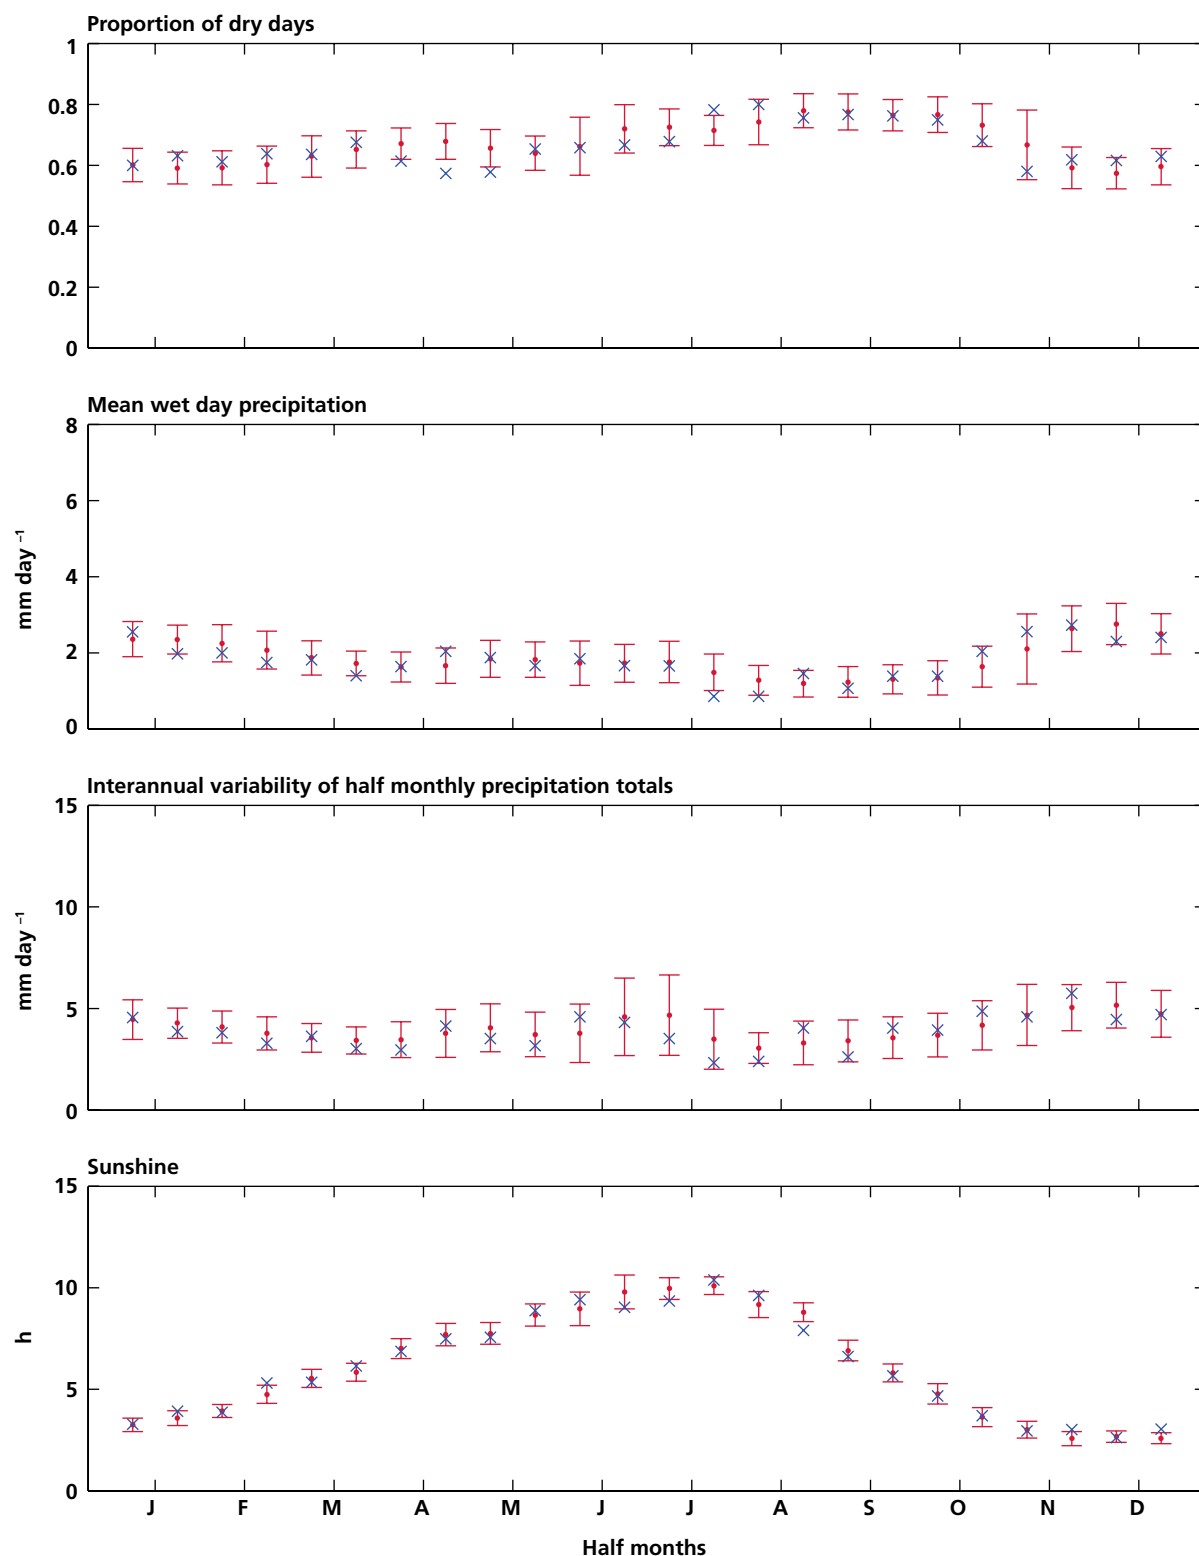 Proportion of dry days
1
0.8
0.6
0.4
0.2
0
Mean wet day precipitation
8
6
4
2
0
mm day –1
Interannual variability of half monthly precipitation totals
15
10
5
0
mm day –1
Sunshine
15
10
5
0
h
J F M A M J J A S O N D
Half months